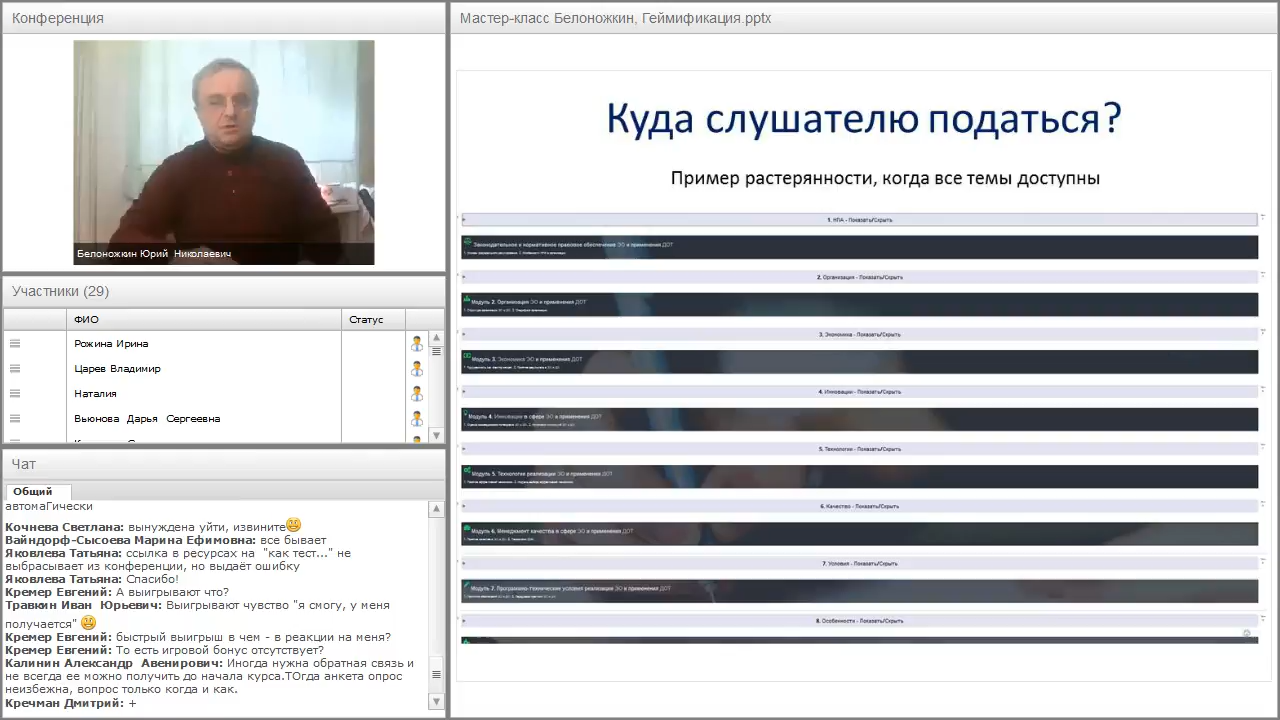 Конференция
Белоножкин Юрий Николаевич
Участники (29)
ФИО
Статус
Рожина Ирина
Царёв Владимир
Наталия
Вьюнова Дарья Сергеевна
Чат
Общий
автомаГически
Кочнева Светлана: вынуждена уйти, извините
Вайндорф-Сысоева Марина Ефимовна: все бывает
Яковлева Татьяна: ссылка в ресурсах на "как тест..." не
выбрасывает из конференции, но выдаёт ошибку
Яковлева Татьяна: Спасибо!
Кремер Евгений: А выигрывают что?
Травкин Иван Юрьевич: Выигрывают чувство "я смогу, у меня
получается"
Кремер Евгений:
Кремер Евгений: То есть игровой бонус отсутствует?
Калинин Александр Авенирович: Иногда нужна обратная связь и
не всегда ее можно получить до начала курса.ТОгда анкета опрос
неизбежна, вопрос только когда и как.
Кречман Дмитрий: +
Мастер-класс Белоножкин, Геймификация.pptx
Куда слушателю податься?
Пример растерянности, когда все темы доступны
1. НПА - Показать/Скрыть
Законодательное и нормативное правовое обеспечение ЭО и применения ДОТ
2. Организация - Показать/Скрыть
Модуль 2. Организация ЭО и применения ДОТ
3. Экономика - Показать/Скрыть
Модуль 3. Экономика ЭО и применения ДОТ
4. Инновации - Показать/Скрыть
Модуль 4. Инновации в сфере ЭО и применения ДОТ
5. Технологии - Показать/Скрыть
Модуль 5. Технологии реализации ЭО и применения ДОТ
6. Качество - Показать/Скрыть
Модуль 6. Менеджмент качества в сфере ЭО и применения ДОТ
7. Условия - Показать/Скрыть
Модуль 7. Программно-технические условия реализации ЭО и применения ДОТ
8. Особенности - Показать/Скрыть